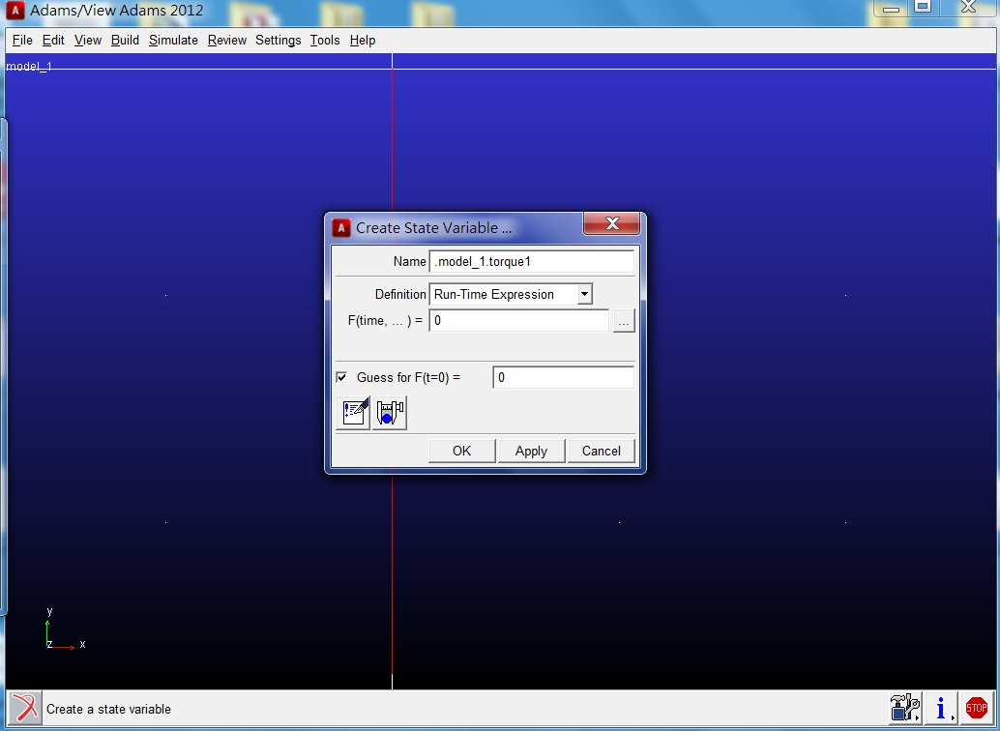 Adams/View Adams 2012
File Edit View Build Simulate Review Settings Tools Help
model_1
Create State Variable ...
Name .model_1.torque1
Definition Run-Time Expression
F(time, ... ) = 0 ...
Guess for F(t=0) = 0
OK Apply Cancel
y
z x
Create a state variable
i
STOP